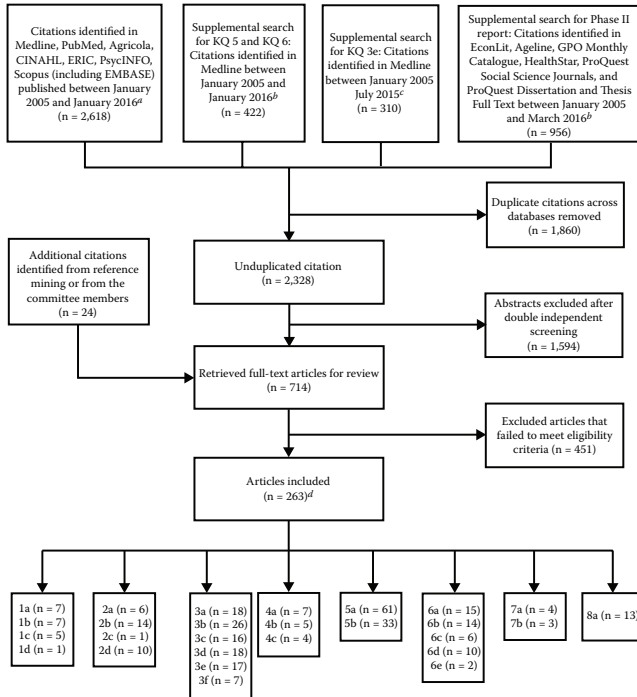 Citations identified in
Medline, PubMed, Agricola,
CINAHL, ERIC, PsycINFO,
Scopus (including EMBASE)
published between January
2005 and January 2016a
(n = 2,618)
Supplemental search
for KQ 5 and KQ 6:
Citations identified in
Medline between
January 2005 and
January 2016b
(n = 422)
Supplemental search
for KQ 3e: Citations
identified in Medline
between January 2005
July 2015c
(n = 310)
Supplemental search for Phase II
report: Citations identified in
EconLit, Ageline, GPO Monthly
Catalogue, HealthStar, ProQuest
Social Science Journals, and
ProQuest Dissertation and Thesis
Full Text between January 2005
and March 2016b
(n = 956)
Duplicate citations across
databases removed
(n = 1,860)
Additional citations
identified from reference
mining or from the
committee members
(n = 24)
Unduplicated citation
(n = 2,328)
Abstracts excluded after
double independent
screening
(n = 1,594)
Retrieved full-text articles for review
(n = 714)
Excluded articles that
failed to meet eligibility
criteria (n = 451)
Articles included
(n = 263)d
1a (n = 7)
1b (n = 7)
1c (n = 5)
1d (n = 1)
2a (n = 6)
2b (n = 14)
2c (n = 1)
2d (n = 10)
3a (n = 18)
3b (n = 26)
3c (n = 16)
3d (n = 18)
3e (n = 17)
3f (n = 7)
4a (n = 7)
4b (n = 5)
4c (n = 4)
5a (n = 61)
5b (n = 33)
6a (n = 15)
6b (n = 14)
6c (n = 6)
6d (n = 10)
6e (n = 2)
7a (n = 4)
7b (n = 3)
8a (n = 13)